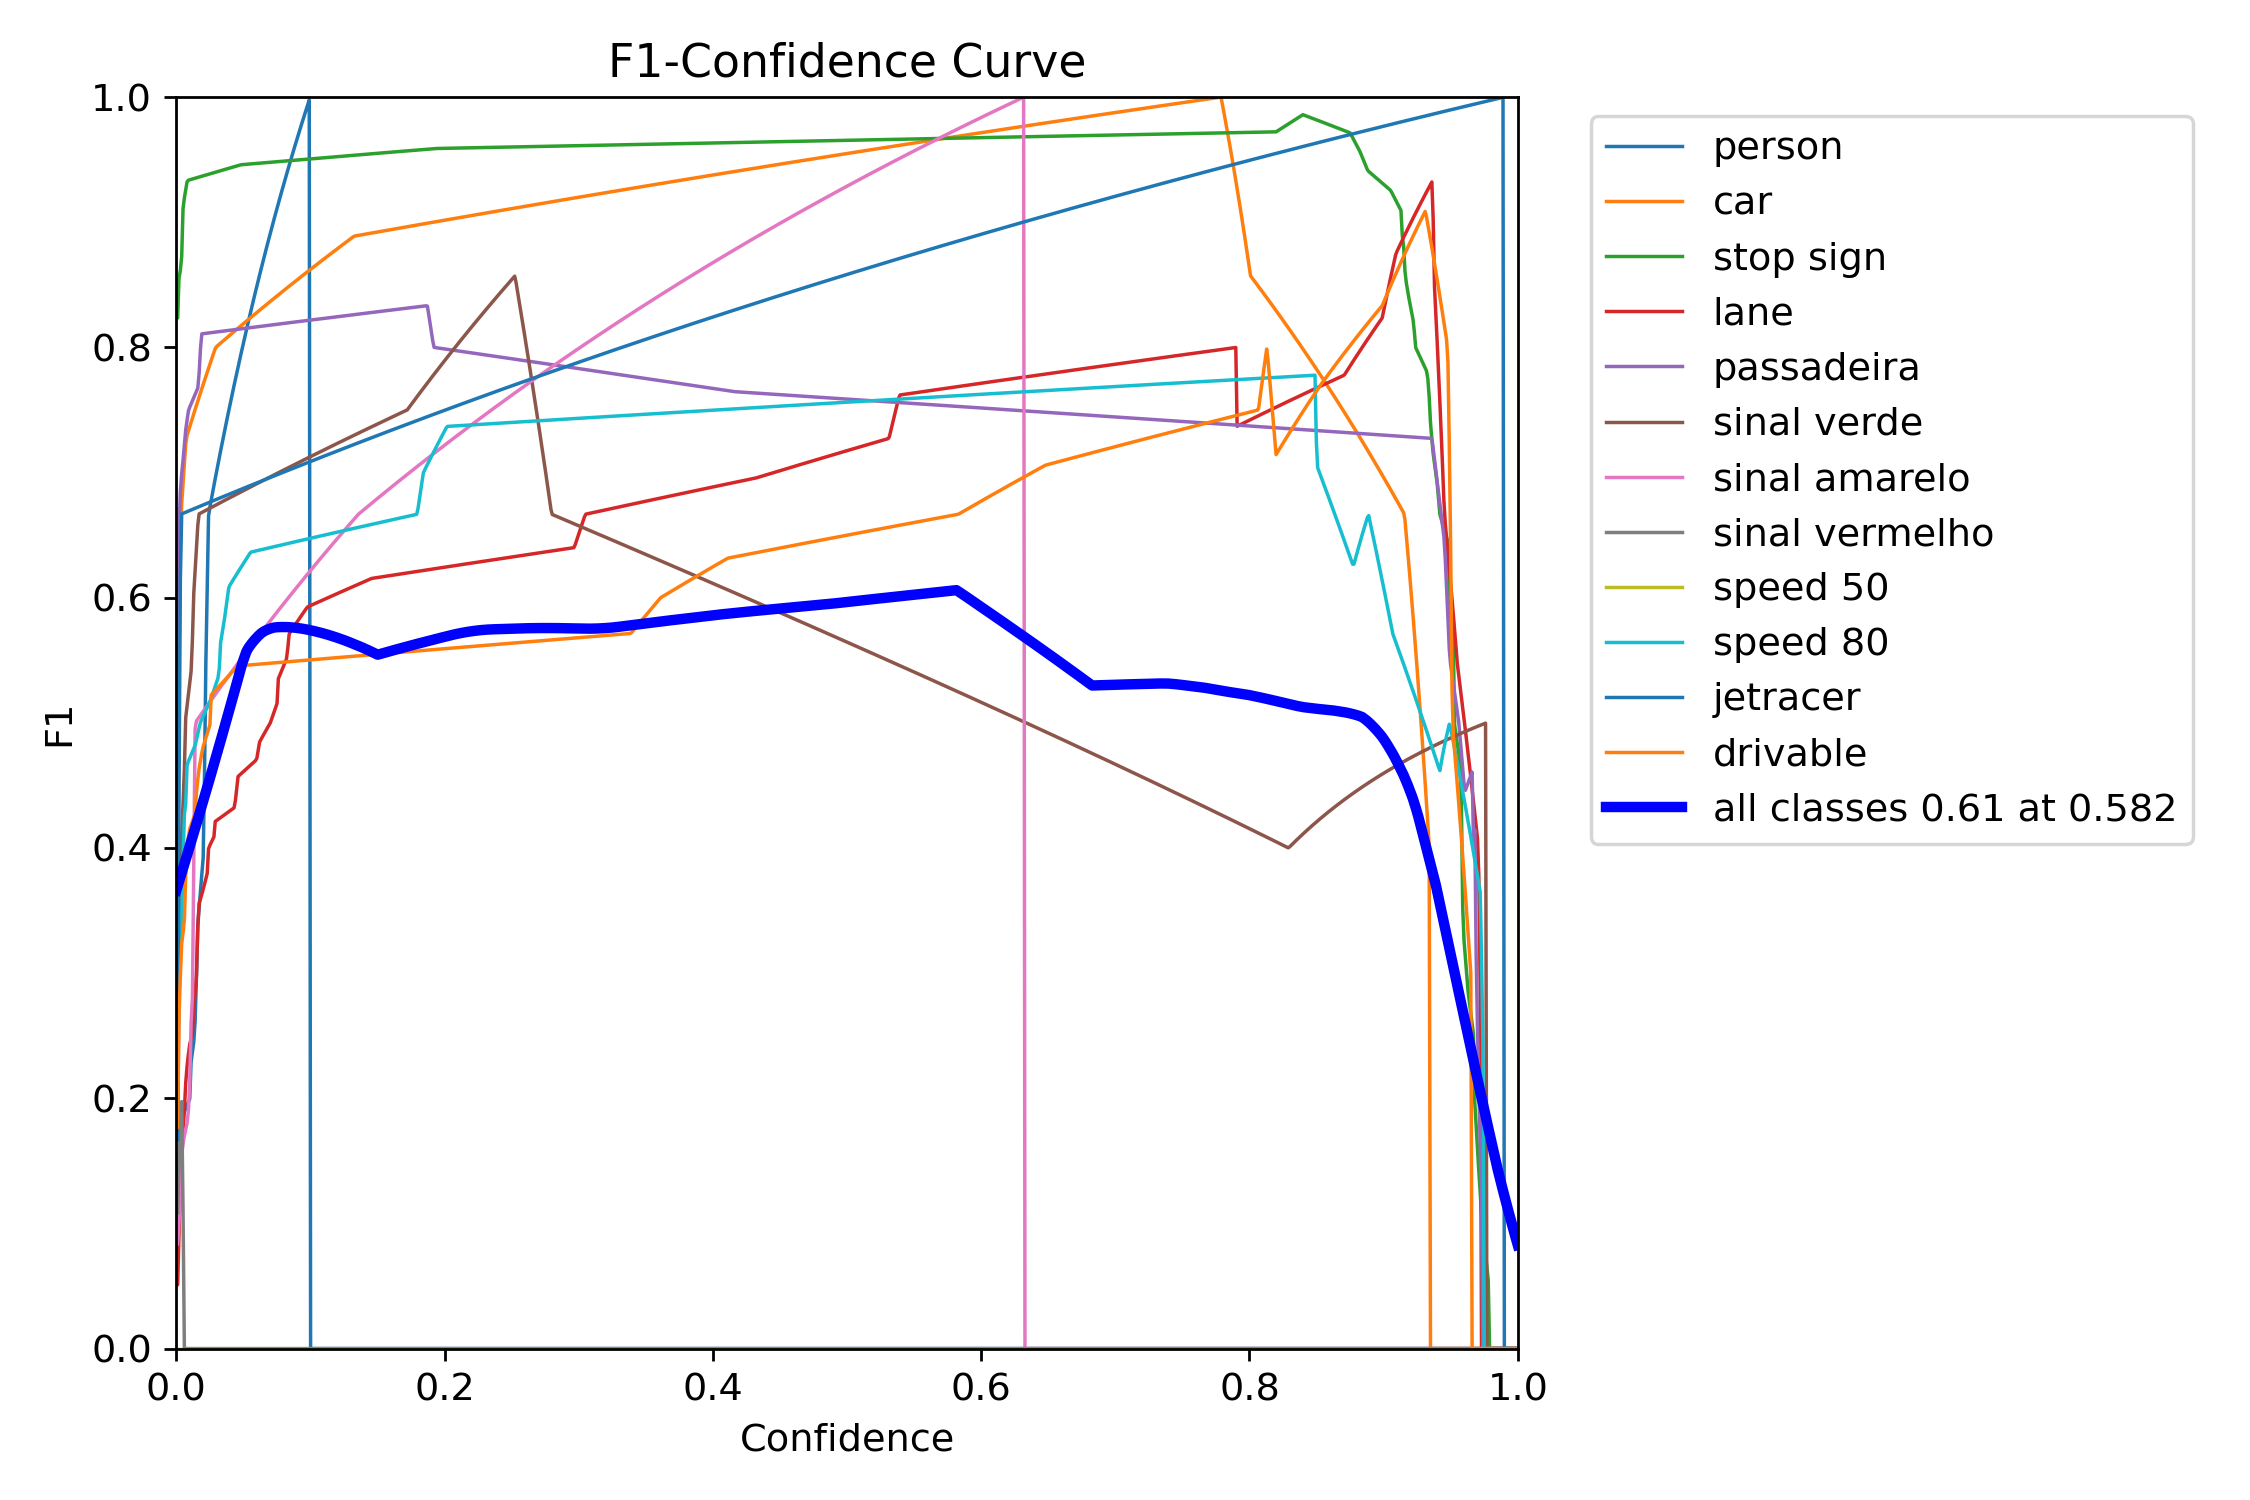 F1-Confidence Curve
1.0
0.8
0.6
0.4
0.2
0.0
F1
0.0 0.2 0.4 0.6 0.8 1.0
Confidence
person
car
stop sign
lane
passadeira
sinal verde
sinal amarelo
sinal vermelho
speed 50
speed 80
jetracer
drivable
all classes 0.61 at 0.582